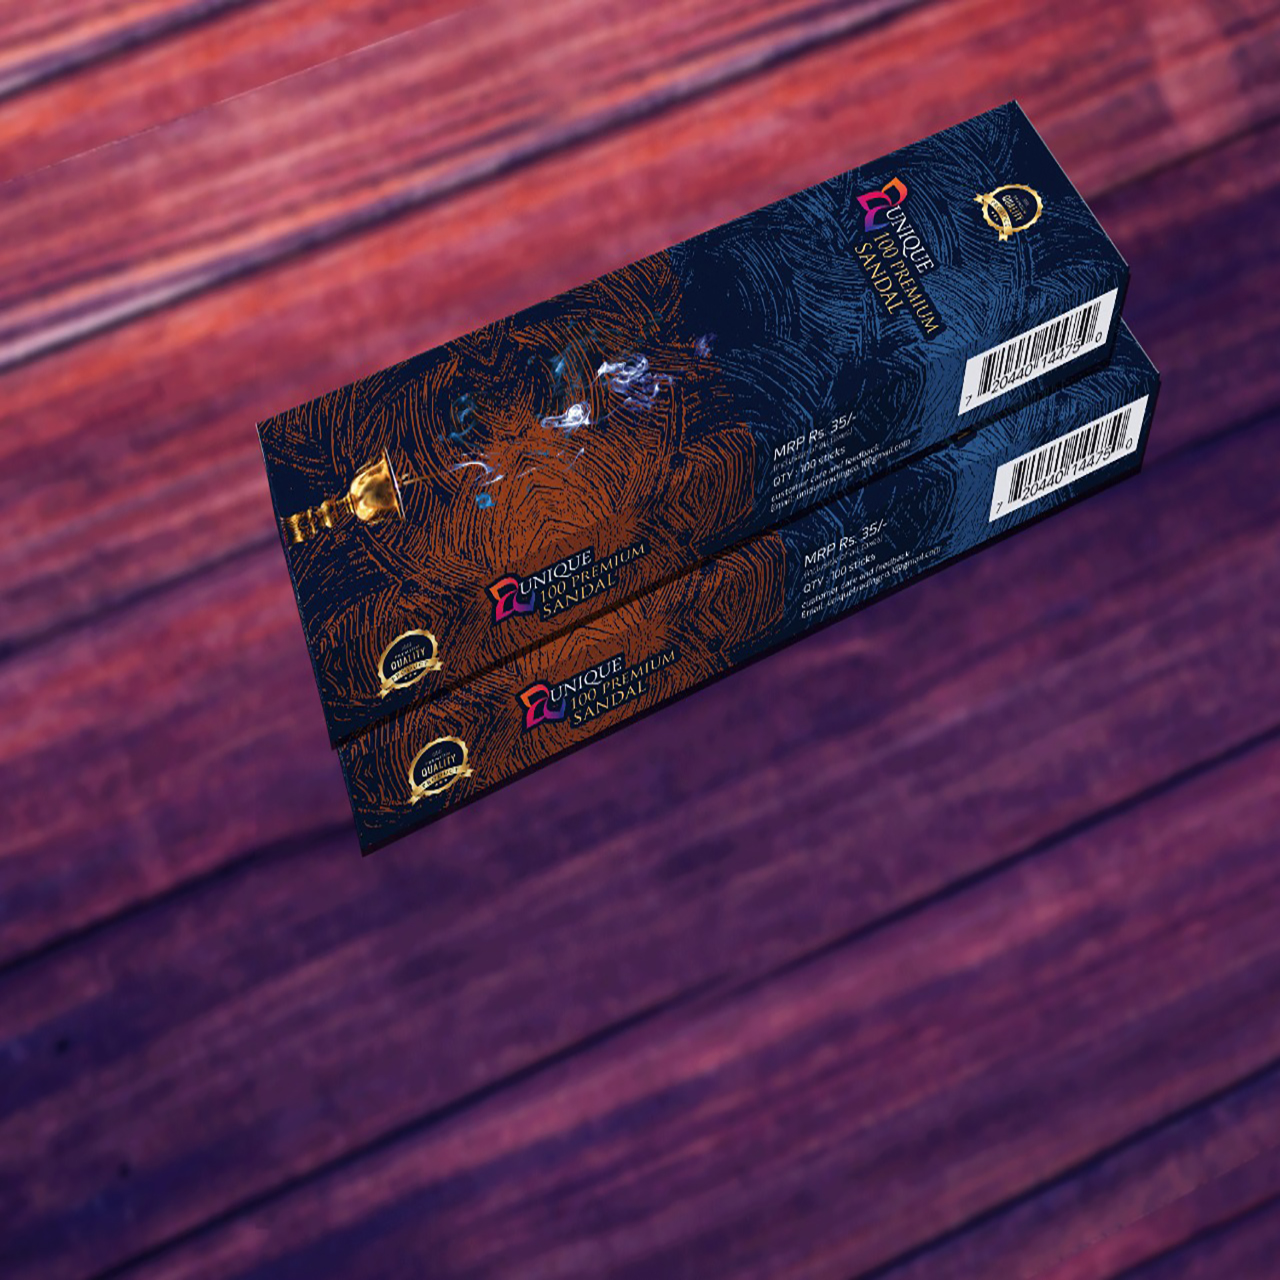 UNIQUE
100 PREMIUM
SANDAL
QUALITY
7 20440 14475 0
MRP Rs. 35/-
QTY : 100 sticks
customer care and feedback
UNIQUE
100 PREMIUM
SANDAL
QUALITY
7 20440 14475 0
MRP Rs. 35/-
QTY : 100 sticks
customer care and feedback
UNIQUE
100 PREMIUM
SANDAL
QUALITY